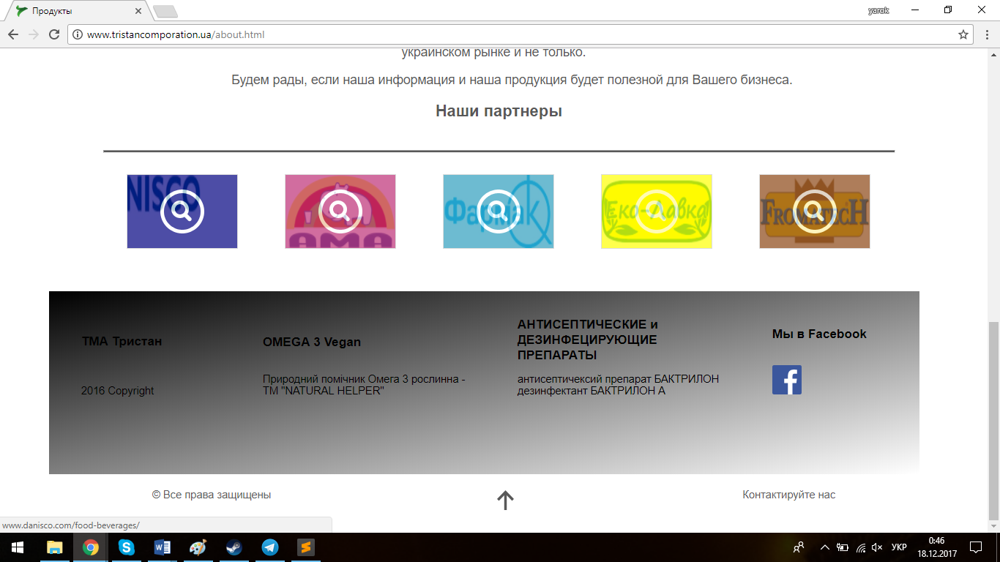 Продукты
yarok
www.tristancomporation.ua/about.html
украинском рынке и не только.
Будем рады, если наша информация и наша продукция будет полезной для Вашего бизнеса.
Наши партнеры
NISCO
АМА
Фармак
Еко-Лавка
FROMATECH
ТМА Тристан
OMEGA 3 Vegan
АНТИСЕПТИЧЕСКИЕ и
ДЕЗИНФЕЦИРУЮЩИЕ
ПРЕПАРАТЫ
Мы в Facebook
2016 Copyright
Природний помічник Омега 3 рослинна -
ТМ "NATURAL HELPER"
антисептичексий препарат БАКТРИЛОН
дезинфектант БАКТРИЛОН А
© Все права защищены
Контактируйте нас
www.danisco.com/food-beverages/
УКР
0:46
18.12.2017